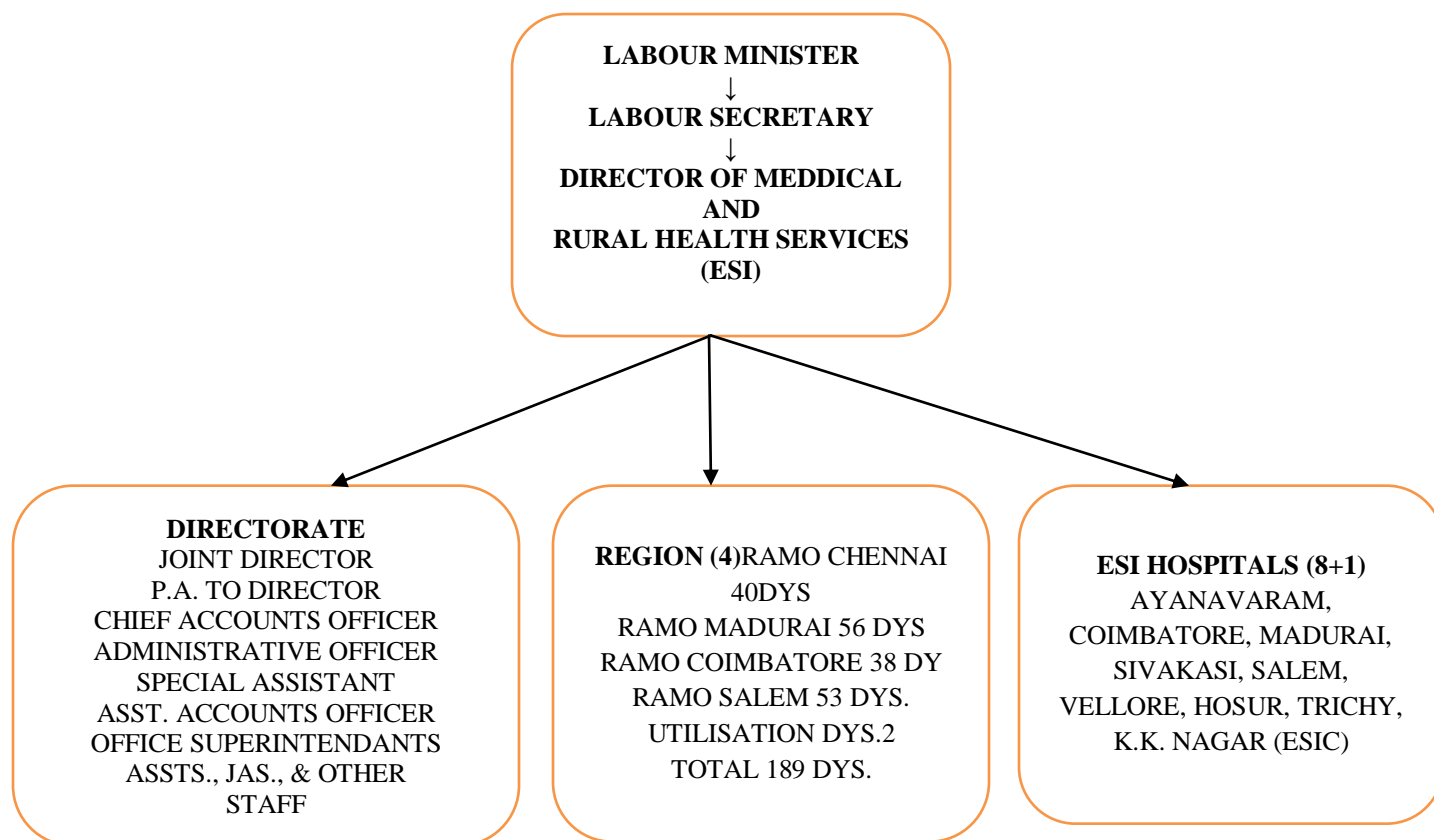 LABOUR MINISTER
↓
LABOUR SECRETARY
↓
DIRECTOR OF MEDDICAL
AND
RURAL HEALTH SERVICES
(ESI)
DIRECTORATE
JOINT DIRECTOR
P.A. TO DIRECTOR
CHIEF ACCOUNTS OFFICER
ADMINISTRATIVE OFFICER
SPECIAL ASSISTANT
ASST. ACCOUNTS OFFICER
OFFICE SUPERINTENDANTS
ASSTS., JAS., & OTHER
STAFF
REGION (4)RAMO CHENNAI
40DYS
RAMO MADURAI 56 DYS
RAMO COIMBATORE 38 DY
RAMO SALEM 53 DYS.
UTILISATION DYS.2
TOTAL 189 DYS.
ESI HOSPITALS (8+1)
AYANAVARAM,
COIMBATORE, MADURAI,
SIVAKASI, SALEM,
VELLORE, HOSUR, TRICHY,
K.K. NAGAR (ESIC)